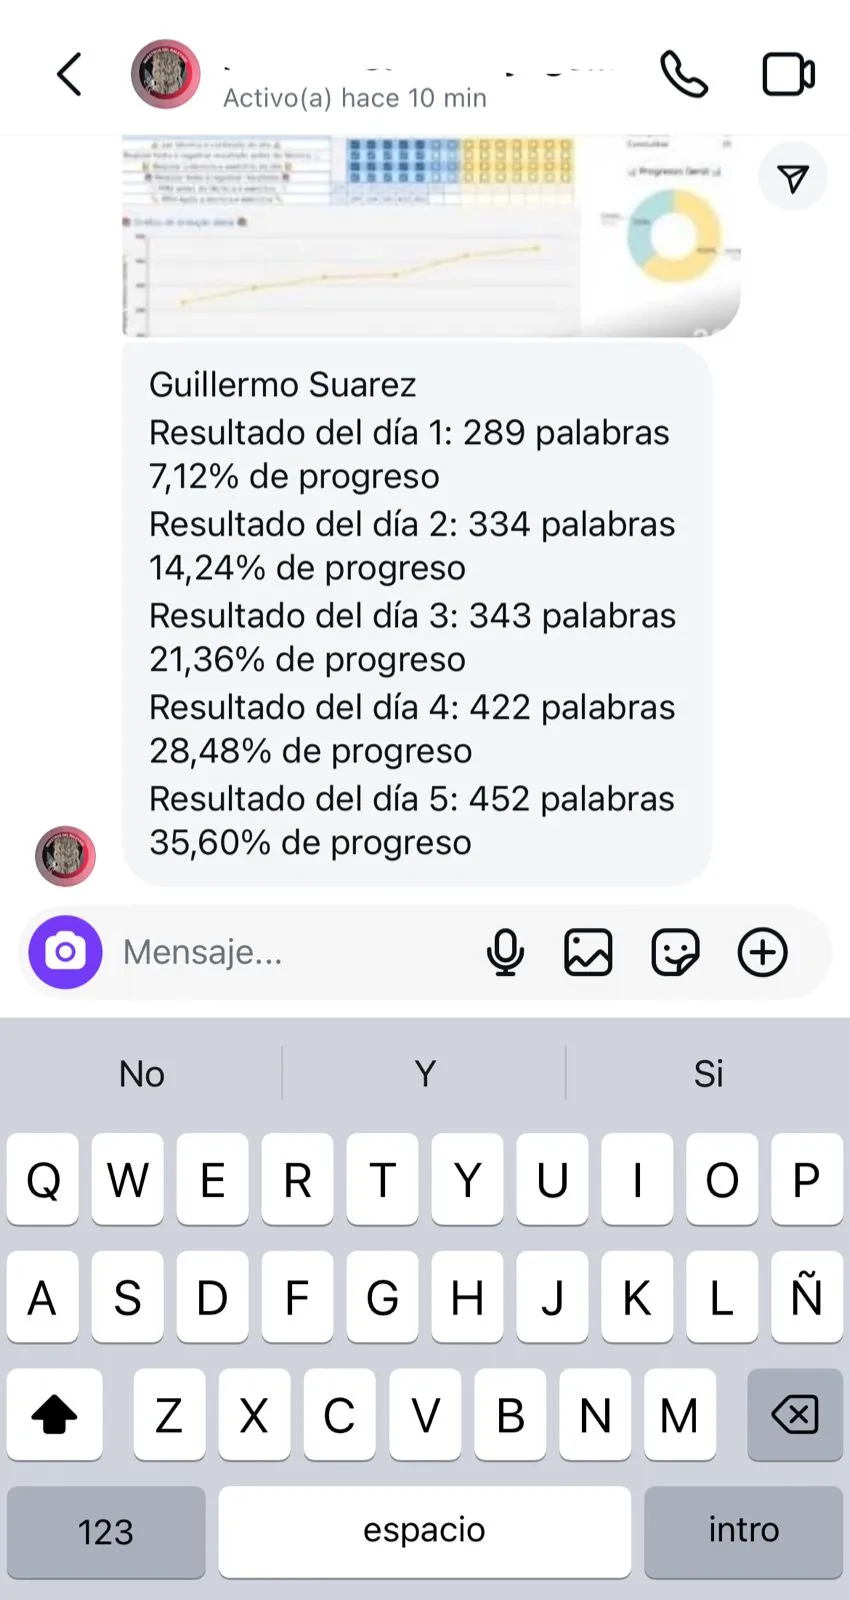 Activo(a) hace 10 min
Progreso Geral
Guillermo Suarez
Resultado del día 1: 289 palabras
7,12% de progreso
Resultado del día 2: 334 palabras
14,24% de progreso
Resultado del día 3: 343 palabras
21,36% de progreso
Resultado del día 4: 422 palabras
28,48% de progreso
Resultado del día 5: 452 palabras
35,60% de progreso
Mensaje...
No Y Si
Q W E R T Y U I O P
A S D F G H J K L Ñ
Z X C V B N M
123 espacio intro